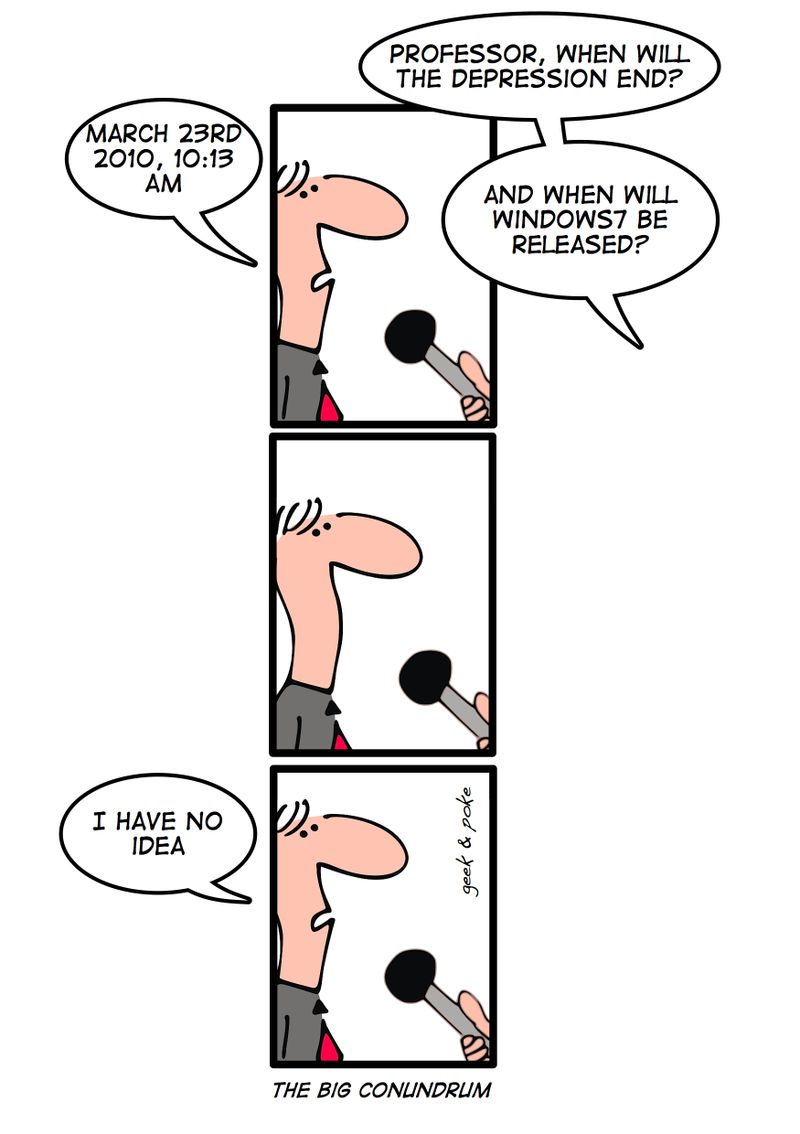 PROFESSOR, WHEN WILL
THE DEPRESSION END?
MARCH 23RD
2010, 10:13
AM
AND WHEN WILL
WINDOWS7 BE
RELEASED?
I HAVE NO
IDEA
geek & poke
THE BIG CONUNDRUM